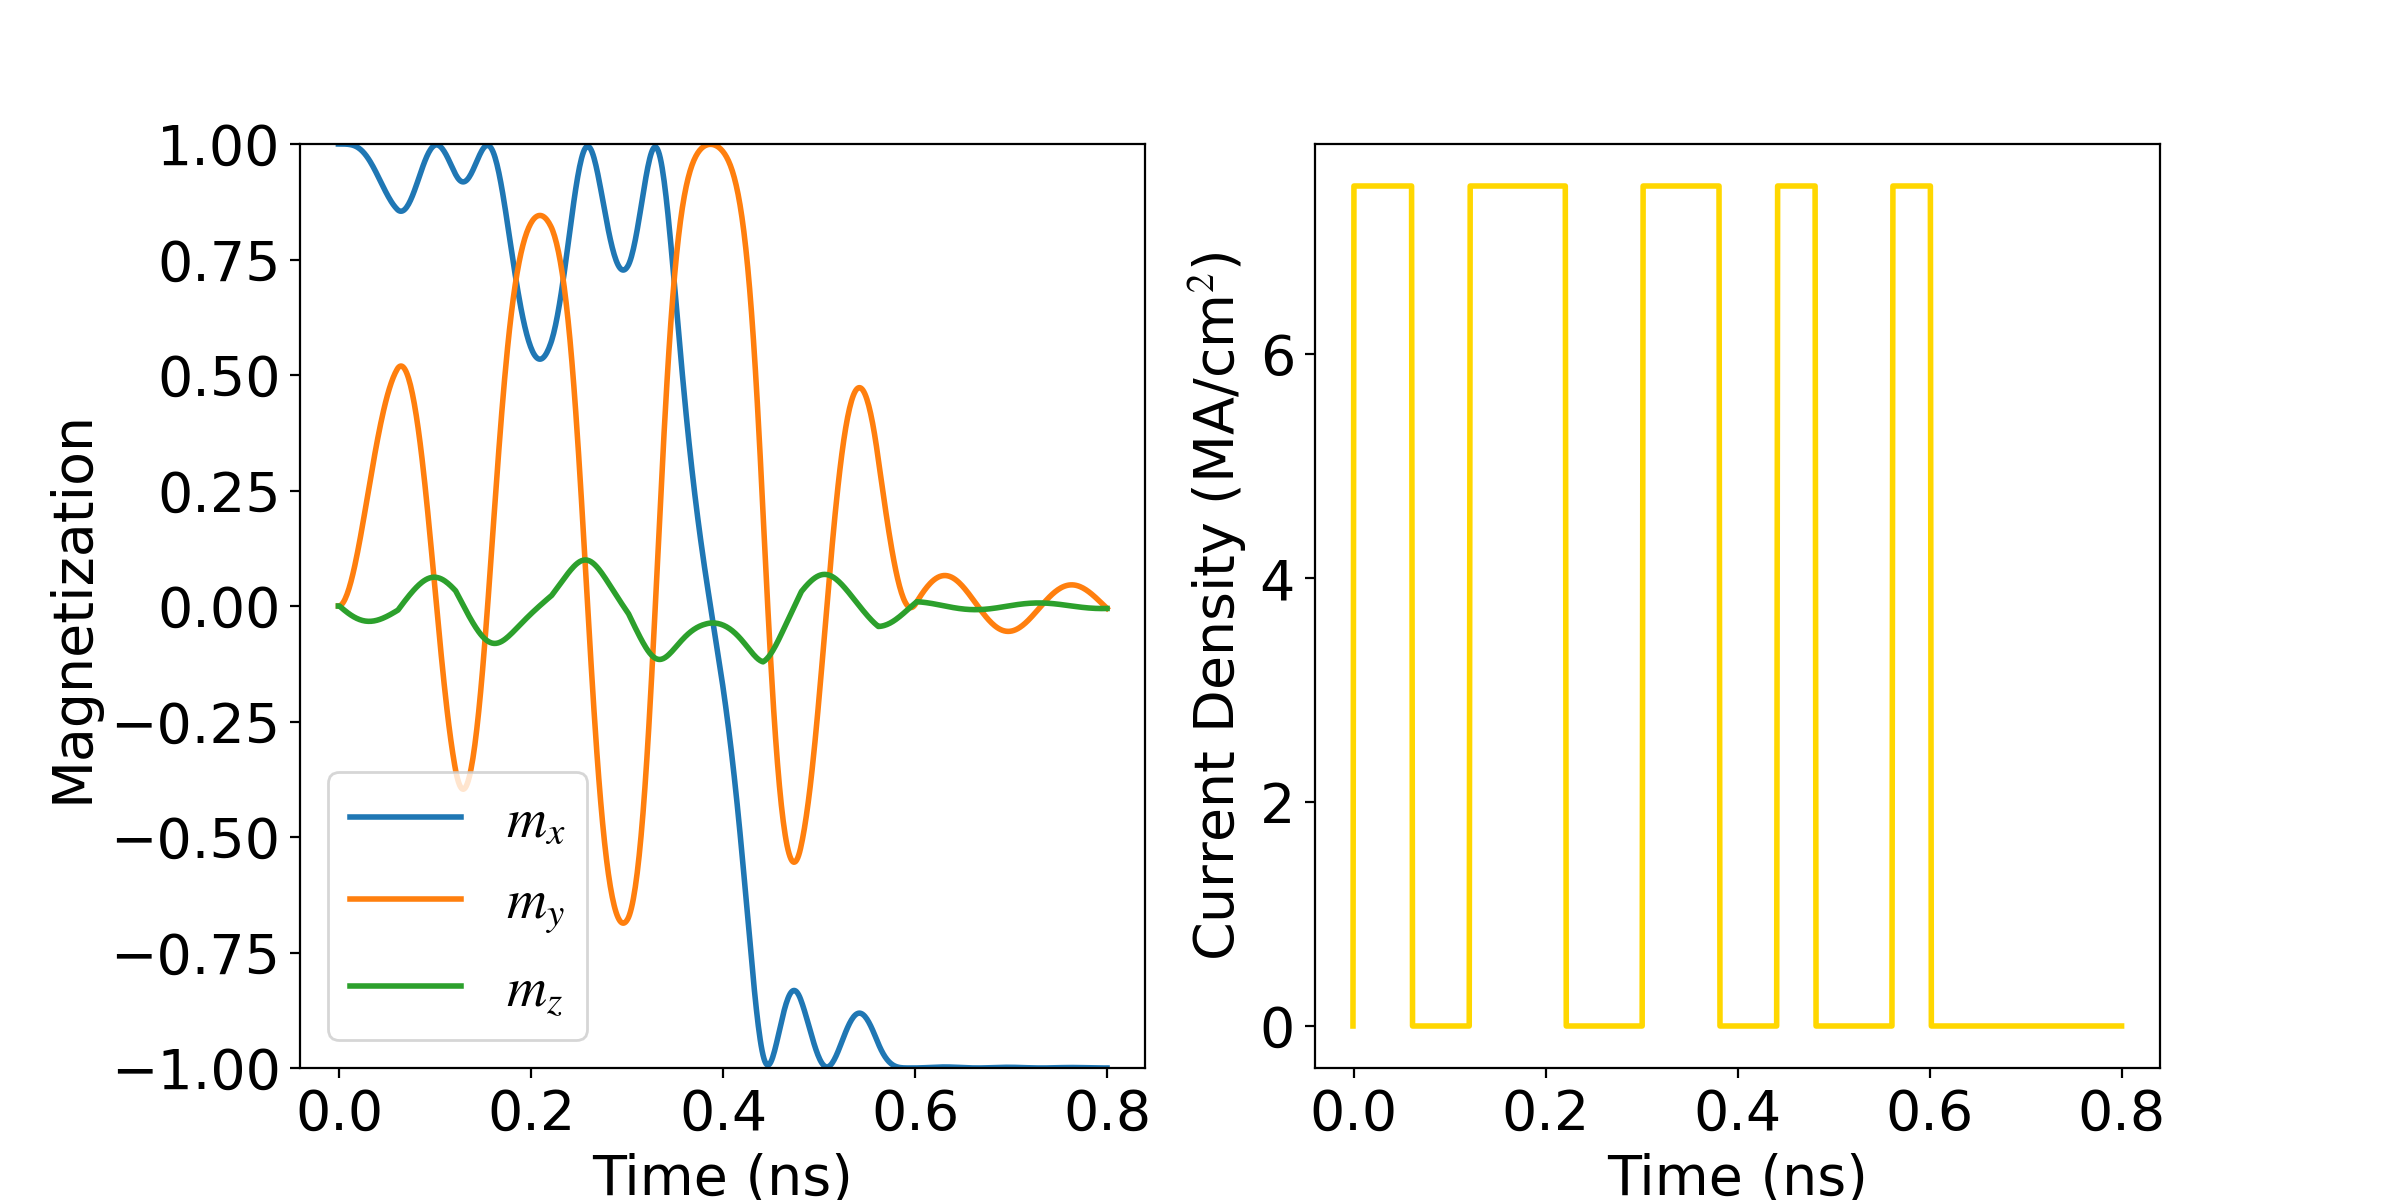 Magnetization
1.00
0.75
0.50
0.25
0.00
−0.25
−0.50
−0.75
−1.00
m_x
m_y
m_z
0.0 0.2 0.4 0.6 0.8
Time (ns)
Current Density (MA/cm²)
6
4
2
0
0.0 0.2 0.4 0.6 0.8
Time (ns)